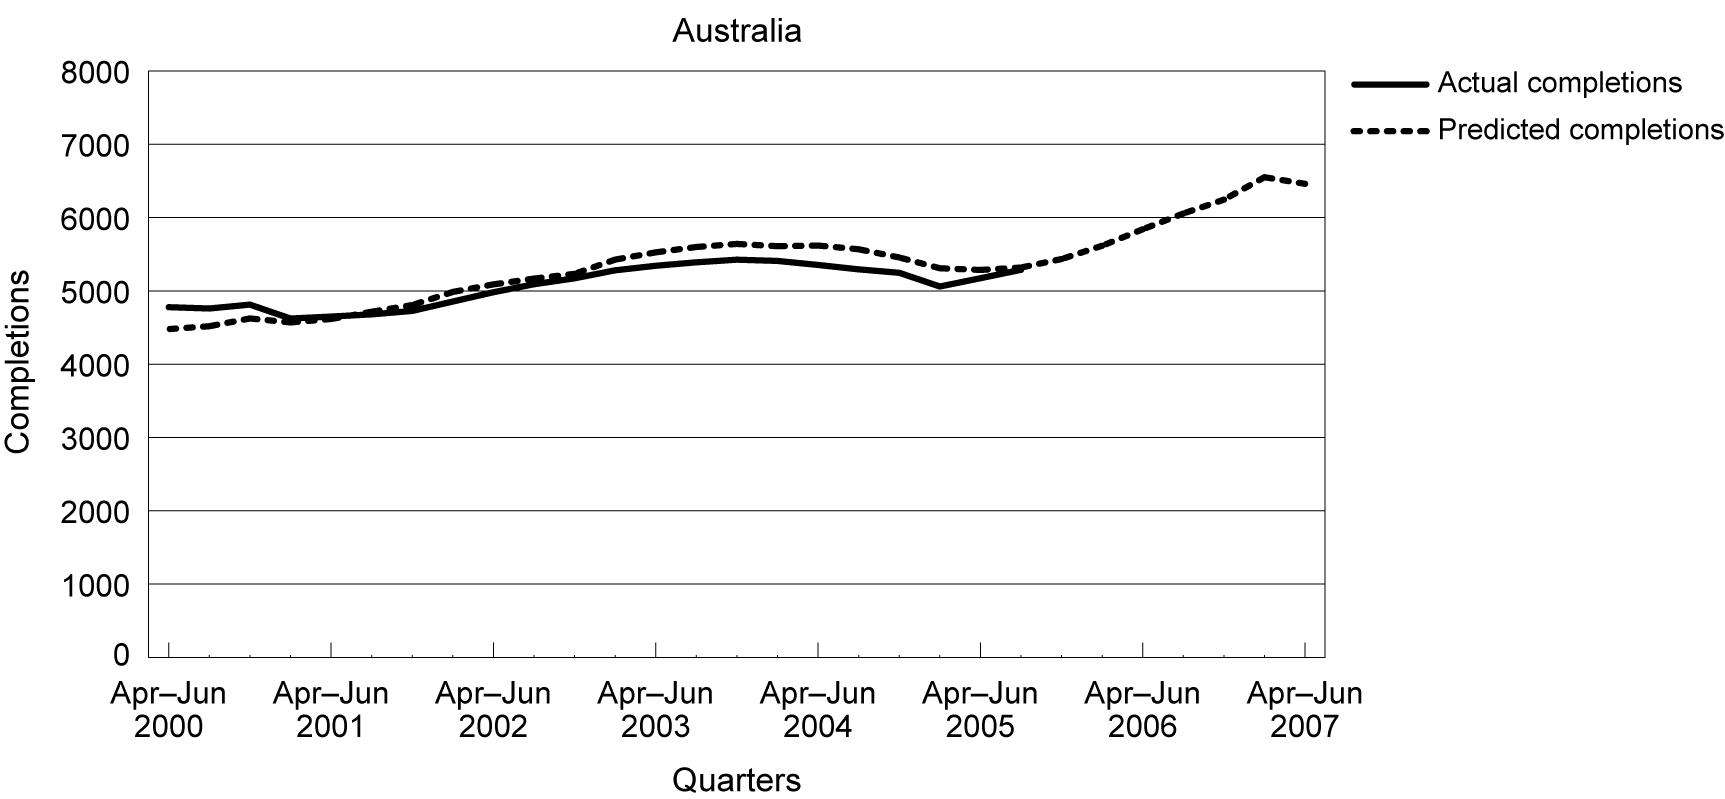 Australia
8000
7000
6000
5000
4000
3000
2000
1000
0
Completions
Actual completions
Predicted completions
Apr–Jun 2000
Apr–Jun 2001
Apr–Jun 2002
Apr–Jun 2003
Apr–Jun 2004
Apr–Jun 2005
Apr–Jun 2006
Apr–Jun 2007
Quarters